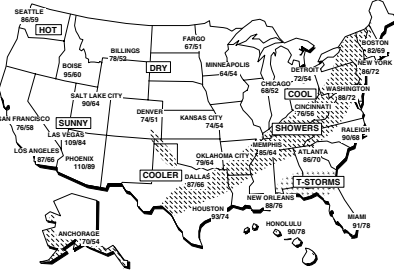 SEATTLE
86/59
HOT
BOISE
95/60
BILLINGS
78/52
FARGO
67/51
DRY
MINNEAPOLIS
64/54
CHICAGO
68/52
DETROIT
72/54
COOL
BOSTON
82/69
NEW YORK
86/72
WASHINGTON
88/72
CINCINNATI
76/56
SHOWERS
RALEIGH
90/68
SALT LAKE CITY
90/64
DENVER
74/51
KANSAS CITY
74/54
SAN FRANCISCO
76/58
SUNNY
LAS VEGAS
109/84
LOS ANGELES
87/66
PHOENIX
110/89
COOLER
OKLAHOMA CITY
79/64
MEMPHIS
85/64
ATLANTA
86/70
DALLAS
87/66
T-STORMS
HOUSTON
93/74
NEW ORLEANS
88/76
MIAMI
91/78
ANCHORAGE
70/54
HONOLULU
90/78